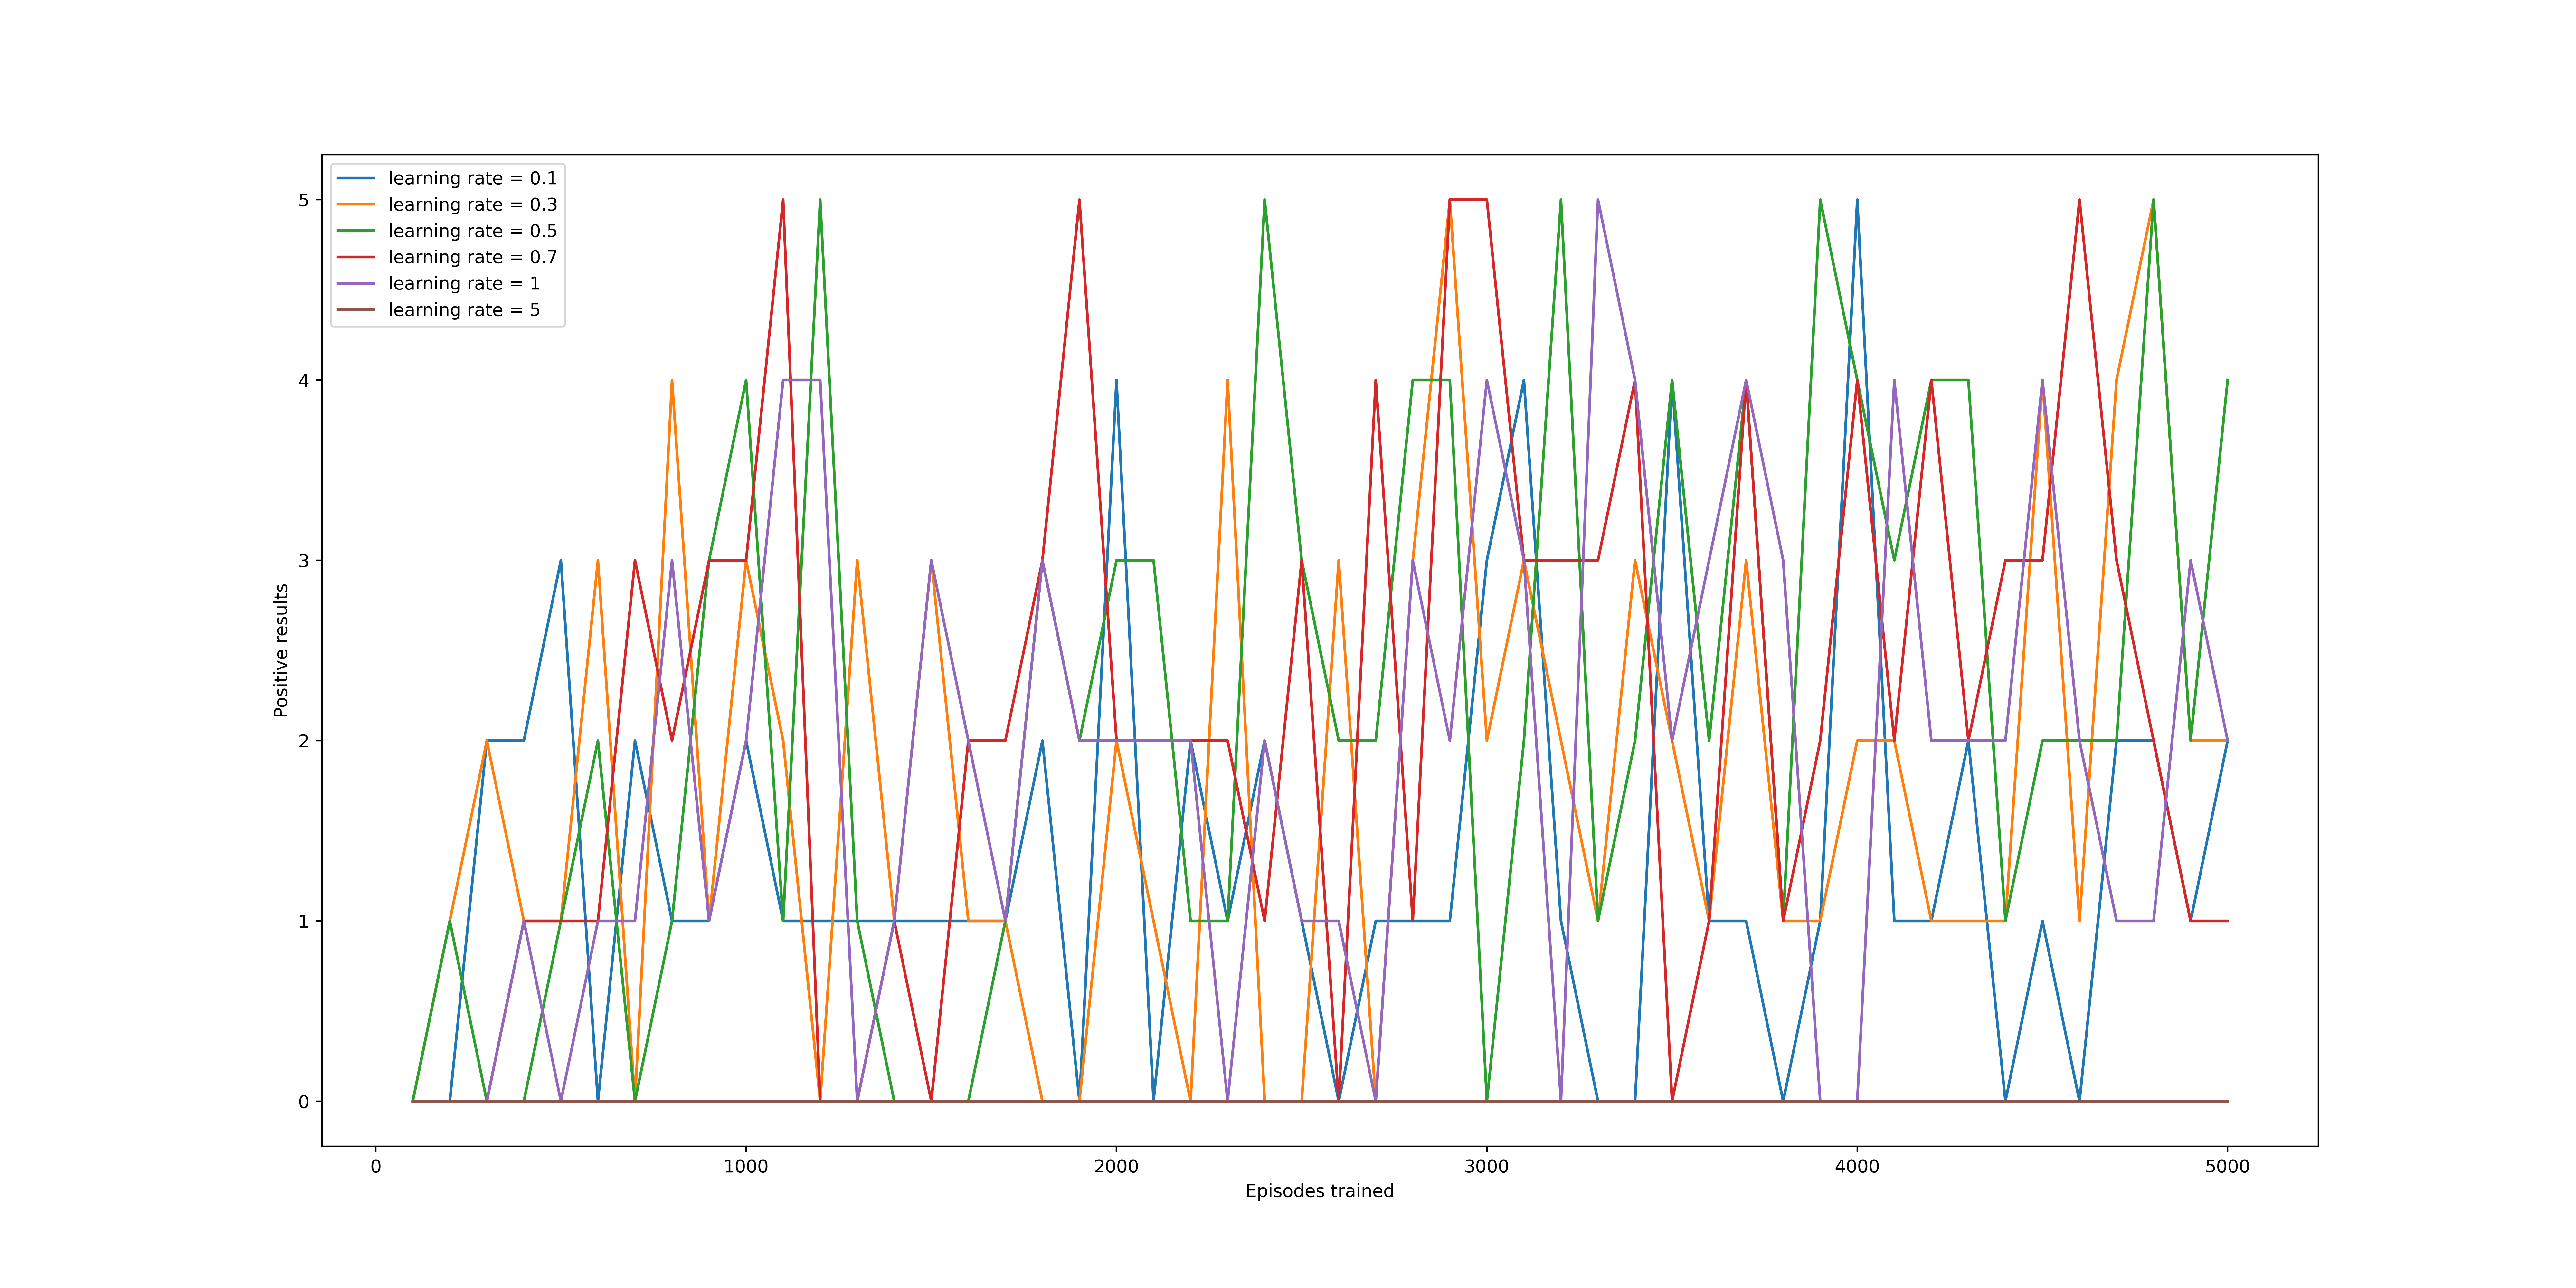 learning rate = 0.1
learning rate = 0.3
learning rate = 0.5
learning rate = 0.7
learning rate = 1
learning rate = 5
5
4
3
2
1
0
Positive results
0 1000 2000 3000 4000 5000
Episodes trained